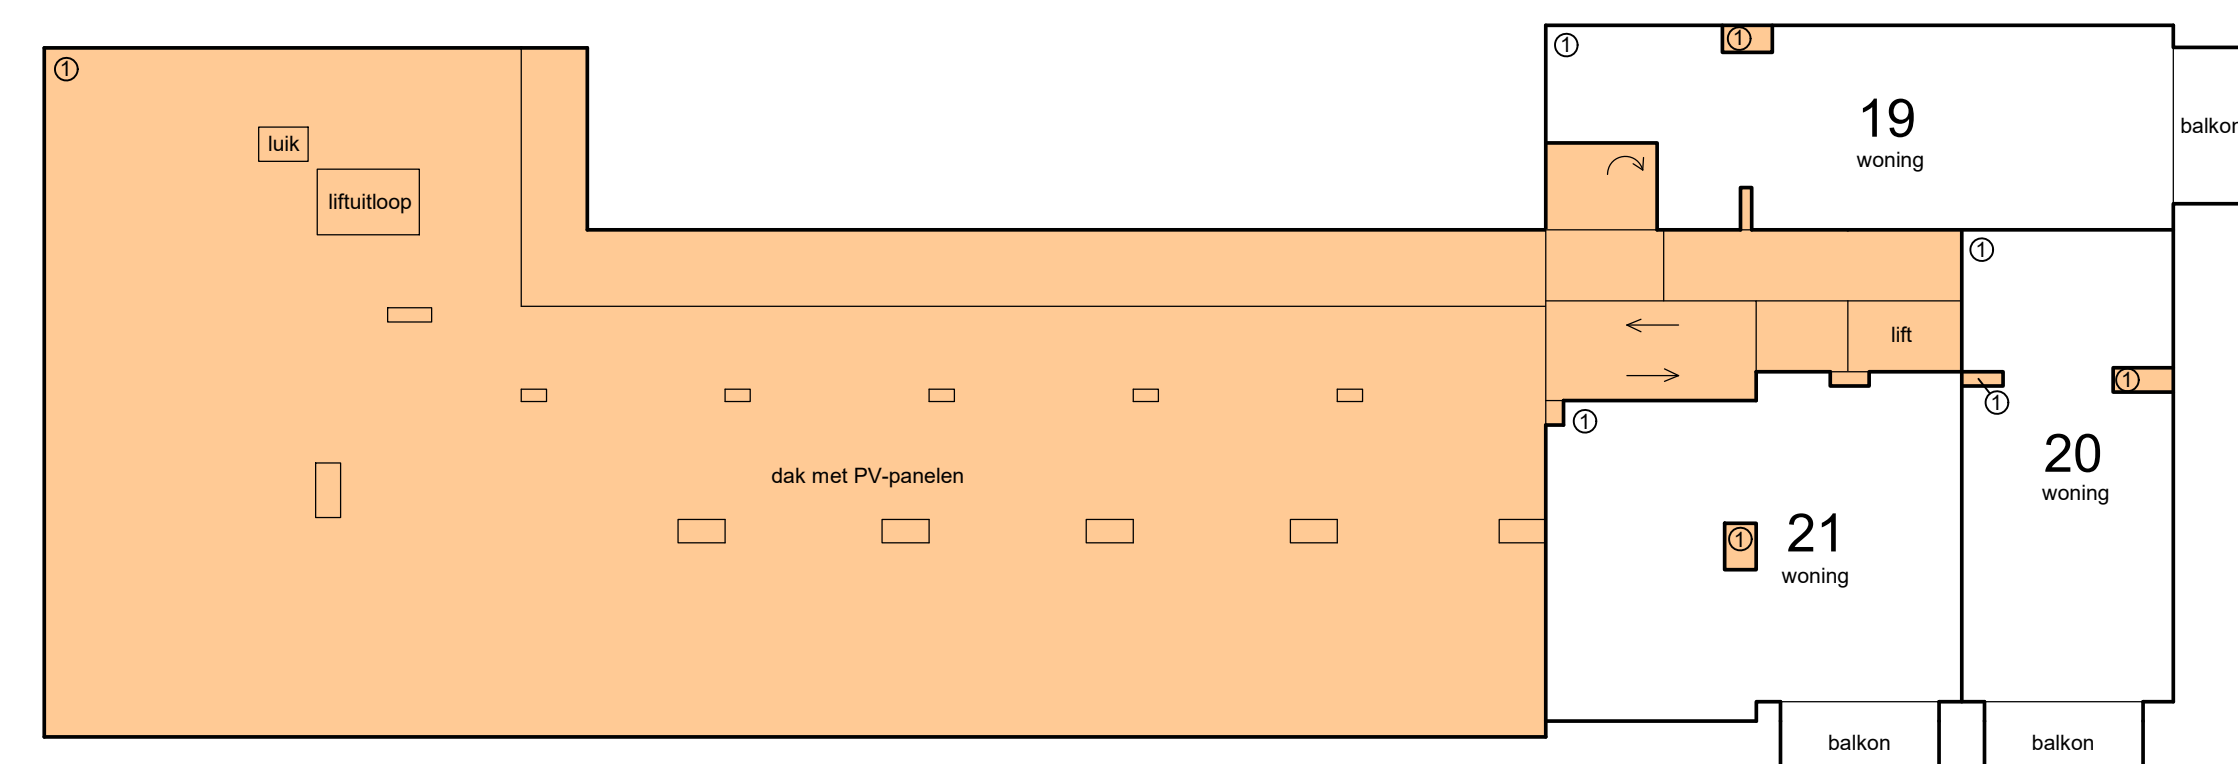 ①
①
①
luik
19
woning
balkon
liftuitloop
①
lift
①
①
①
①
20
woning
dak met PV-panelen
①
21
woning
balkon
balkon